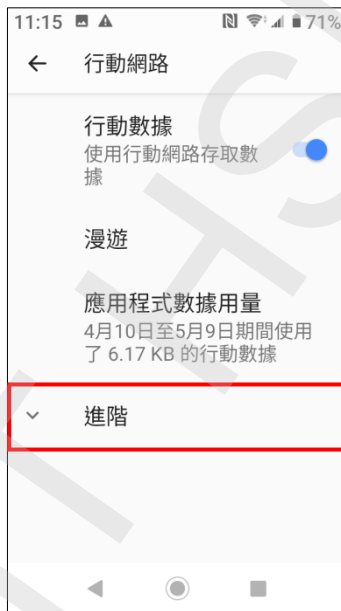 11:15 71%
行動網路
行動數據
使用行動網路存取數
據
漫遊
應用程式數據用量
4月10日至5月9日期間使用
了 6.17 KB 的行動數據
進階